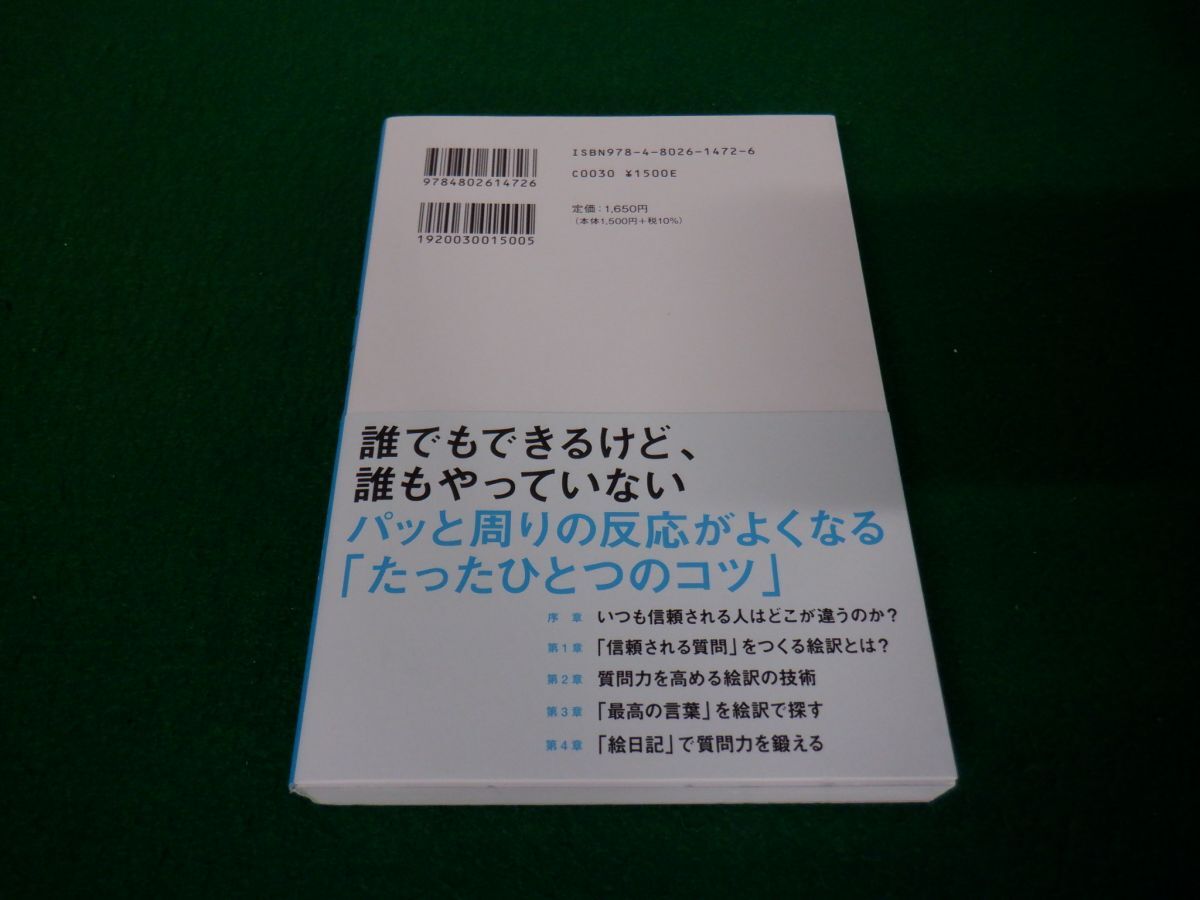 ISBN978-4-8026-1472-6
9784802614726
C0030 ¥1500E
定価：1,650円
（本体1,500円＋税10%）
1920030015005
誰でもできるけど、
誰もやっていない
パッと周りの反応がよくなる
「たったひとつのコツ」
序 章 いつも信頼される人はどこが違うのか？
第1章 「信頼される質問」をつくる絵訳とは？
第2章 質問力を高める絵訳の技術
第3章 「最高の言葉」を絵訳で探す
第4章 「絵日記」で質問力を鍛える